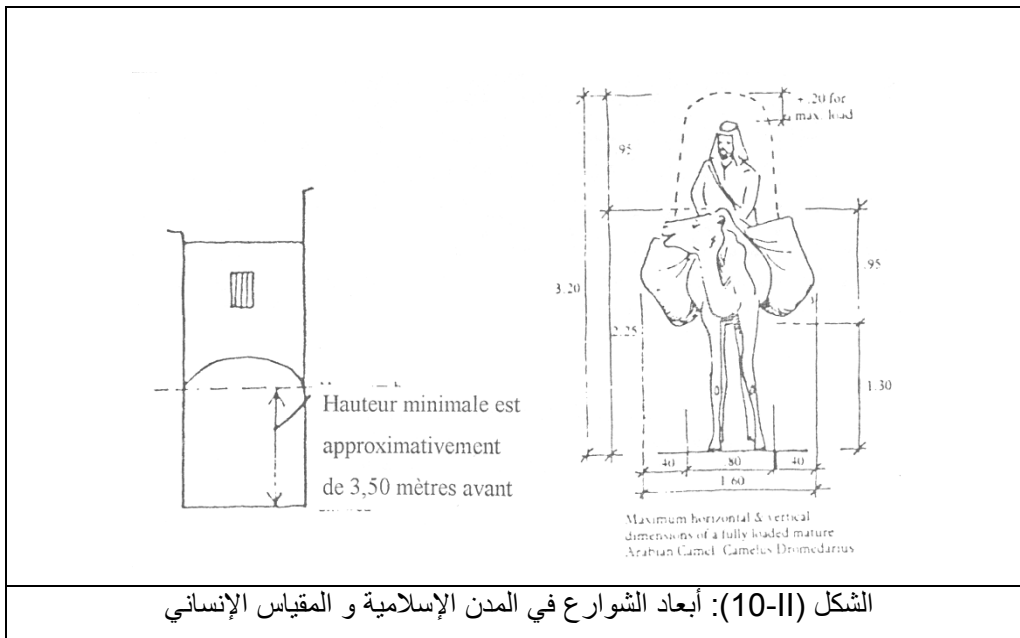 Hauteur minimale est
approximativement
de 3,50 mètres avant
+.20 for
max. load
.95
3.20
2.25
.95
1.30
40
80
40
1.60
Maximum horizontal & vertical
dimensions of a fully loaded mature
Arabian Camel Camelus Dromedarius
الشكل (10-II): أبعاد الشوارع في المدن الإسلامية و المقياس الإنساني